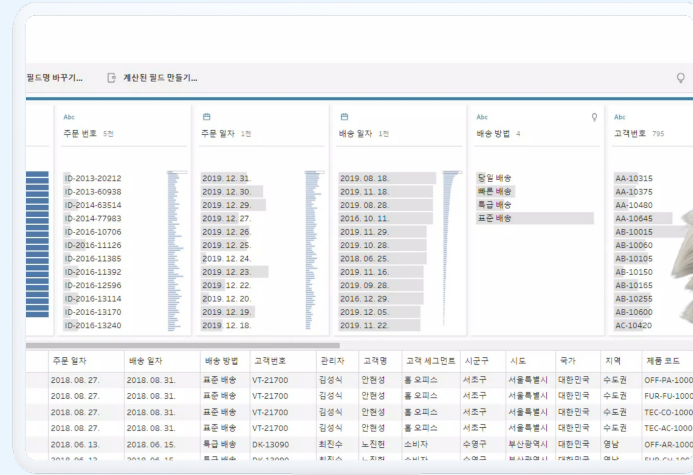 필드명 바꾸기... 계산된 필드 만들기...
Abc Abc Abc
주문 번호 5천 주문 일자 1천 배송 일자 1천 배송 방법 4 고객번호 795
ID-2013-20212 2019. 12. 31. 2019. 08. 18. 당일 배송 AA-10315
ID-2013-60938 2019. 12. 30. 2019. 11. 18. 빠른 배송 AA-10375
ID-2014-63514 2019. 12. 29. 2019. 08. 28. 특급 배송 AA-10480
ID-2014-77983 2019. 12. 27. 2016. 10. 11. 표준 배송 AA-10645
ID-2016-10706 2019. 12. 26. 2019. 11. 29. AB-10015
ID-2016-11126 2019. 12. 25. 2019. 10. 28. AB-10060
ID-2016-11385 2019. 12. 24. 2018. 06. 25. AB-10105
ID-2016-11392 2019. 12. 23. 2019. 11. 16. AB-10150
ID-2016-12596 2019. 12. 22. 2019. 09. 28. AB-10165
ID-2016-13114 2019. 12. 20. 2016. 12. 29. AB-10255
ID-2016-13170 2019. 12. 19. 2019. 12. 05. AB-10600
ID-2016-13240 2019. 12. 18. 2019. 11. 22. AC-10420
주문 일자 배송 일자 배송 방법 고객번호 관리자 고객명 고객 세그먼트 시군구 시도 국가 지역 제품 코드
2018. 08. 27. 2018. 08. 31. 표준 배송 VT-21700 김성식 안현성 홈 오피스 서초구 서울특별시 대한민국 수도권 OFF-PA-1000
2018. 08. 27. 2018. 08. 31. 표준 배송 VT-21700 김성식 안현성 홈 오피스 서초구 서울특별시 대한민국 수도권 FUR-FU-1000
2018. 08. 27. 2018. 08. 31. 표준 배송 VT-21700 김성식 안현성 홈 오피스 서초구 서울특별시 대한민국 수도권 TEC-CO-1000
2018. 08. 27. 2018. 08. 31. 표준 배송 VT-21700 김성식 안현성 홈 오피스 서초구 서울특별시 대한민국 수도권 TEC-AC-1000
2018. 06. 13. 2018. 06. 15. 특급 배송 DK-13090 최진수 노진헌 소비자 수영구 부산광역시 대한민국 영남 OFF-AR-1000